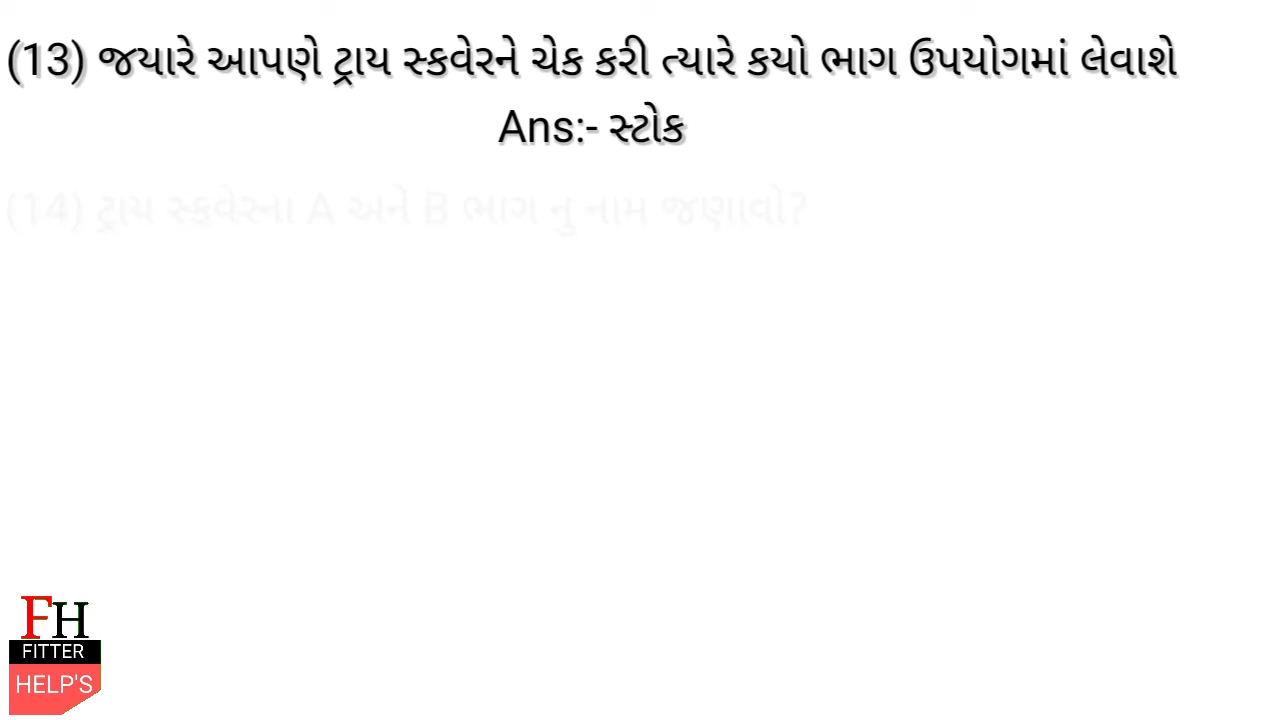 (13) જયારે આપણે ટ્રાય સ્કવેરને ચેક કરી ત્યારે કયો ભાગ ઉપયોગમાં લેવાશે
Ans:- સ્ટોક
(14) ટ્રાય સ્કવેરના A અને B ભાગ નુ નામ જણાવો?
FH
FITTER
HELP'S